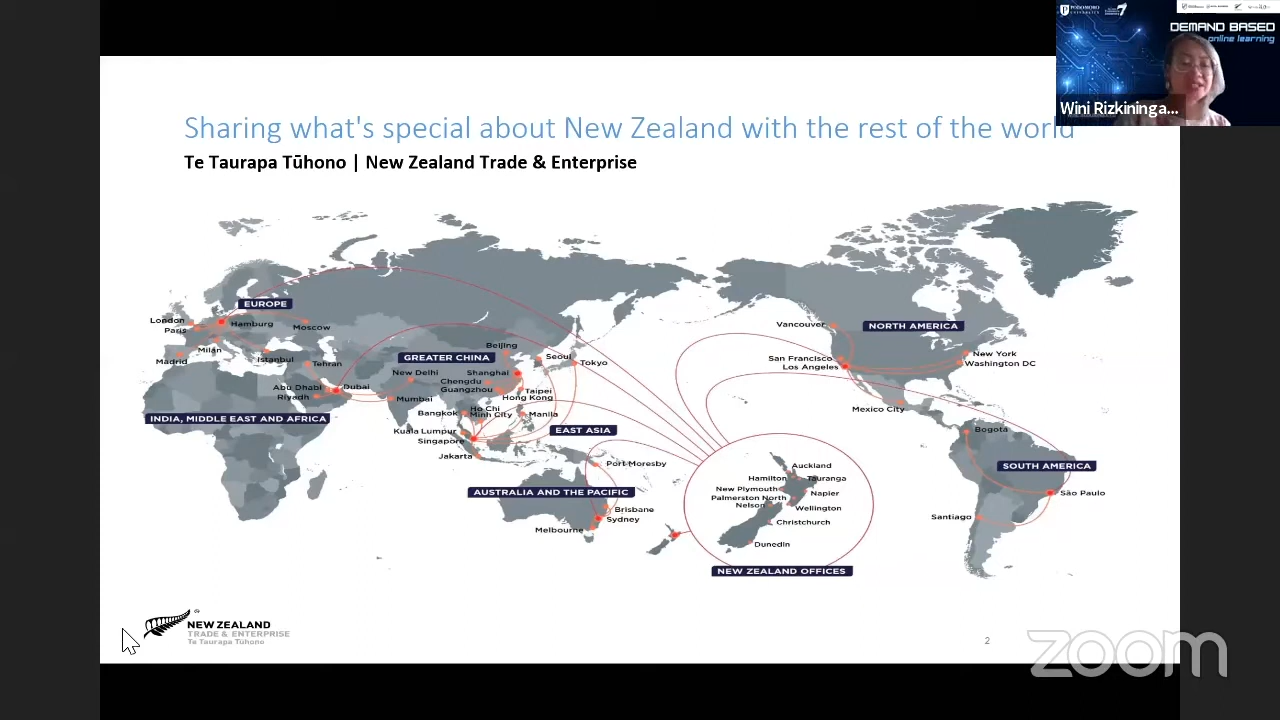 PODOMORO
UNIVERSITY
DEMAND BASED
online learning
Wini Rizkininga...
Sharing what's special about New Zealand with the rest of the world
Te Taurapa Tūhono | New Zealand Trade & Enterprise
EUROPE
London
Hamburg
Paris
Moscow
Milan
Madrid
Istanbul
Tehran
Abu Dhabi
Dubai
Riyadh
INDIA, MIDDLE EAST AND AFRICA
GREATER CHINA
Beijing
Seoul
Tokyo
New Delhi
Shanghai
Chengdu
Guangzhou
Taipei
Hong Kong
Mumbai
Bangkok
Ho Chi
Minh City
Manila
Kuala Lumpur
Singapore
EAST ASIA
Jakarta
Port Moresby
AUSTRALIA AND THE PACIFIC
Brisbane
Sydney
Melbourne
Vancouver
NORTH AMERICA
San Francisco
Los Angeles
New York
Washington DC
Mexico City
Bogotá
SOUTH AMERICA
São Paulo
Santiago
Auckland
Hamilton
Tauranga
New Plymouth
Napier
Palmerston North
Nelson
Wellington
Christchurch
Dunedin
NEW ZEALAND OFFICES
NEW ZEALAND
TRADE & ENTERPRISE
Te Taurapa Tūhono
2
zoom